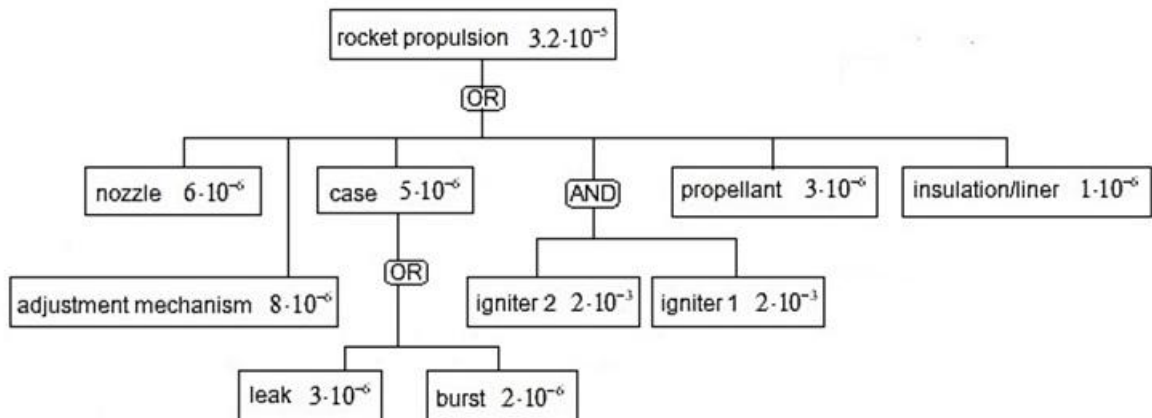 rocket propulsion 3.2·10⁻⁵
OR
nozzle 6·10⁻⁶
case 5·10⁻⁶
AND
propellant 3·10⁻⁶
insulation/liner 1·10⁻⁶
OR
adjustment mechanism 8·10⁻⁶
igniter 2 2·10⁻³
igniter 1 2·10⁻³
leak 3·10⁻⁶
burst 2·10⁻⁶